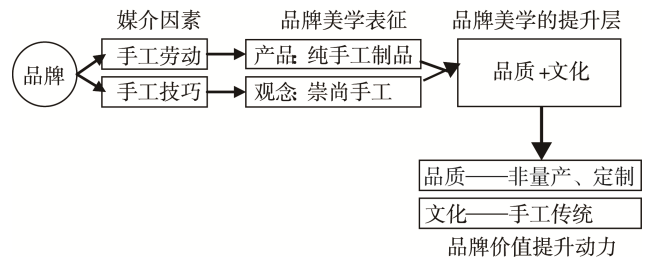 媒介因素
品牌美学表征
品牌美学的提升层
品牌
手工劳动
产品：纯手工制品
手工技巧
观念：崇尚手工
品质+文化
品质——非量产、定制
文化——手工传统
品牌价值提升动力